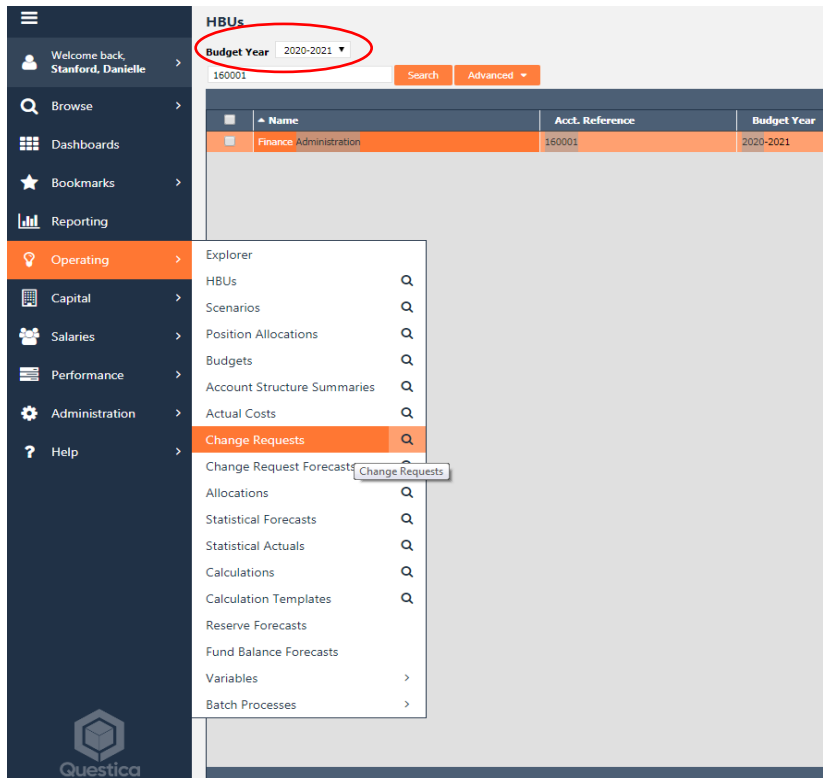 HBUs
Budget Year 2020-2021
160001 Search Advanced
Name Acct. Reference Budget Year
Finance Administration 160001 2020-2021
Welcome back,
Stanford, Danielle
Browse
Dashboards
Bookmarks
Reporting
Operating
Capital
Salaries
Performance
Administration
Help
Explorer
HBUs
Scenarios
Position Allocations
Budgets
Account Structure Summaries
Actual Costs
Change Requests
Change Request Forecasts
Change Requests
Allocations
Statistical Forecasts
Statistical Actuals
Calculations
Calculation Templates
Reserve Forecasts
Fund Balance Forecasts
Variables
Batch Processes
Questica